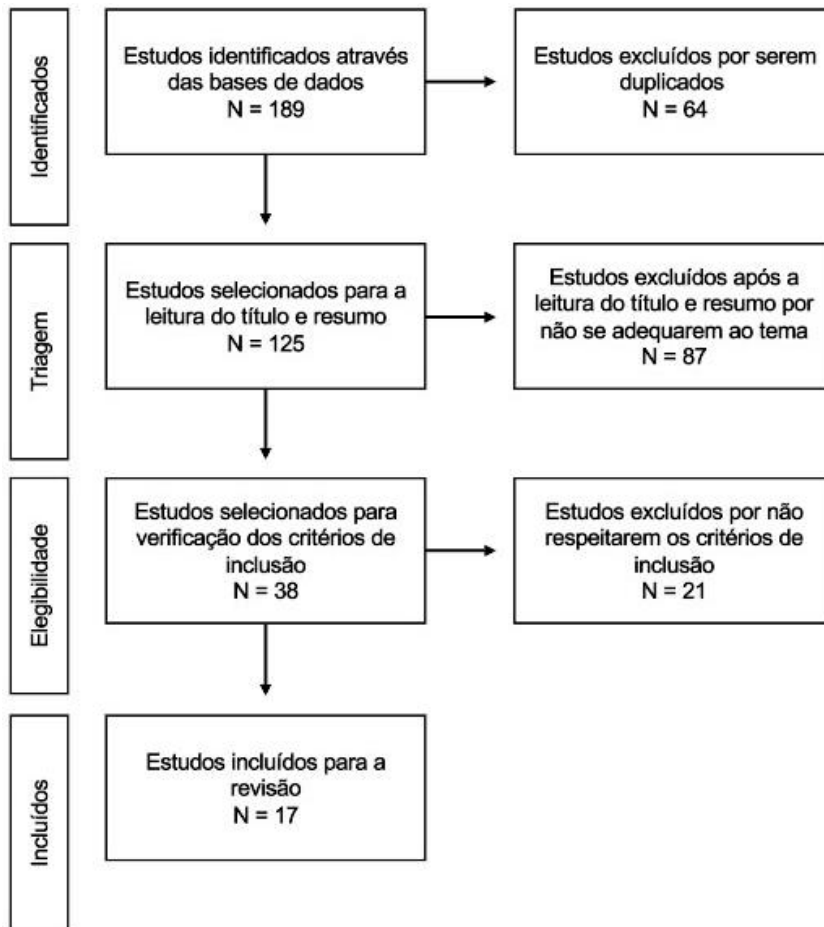 Identificados
Estudos identificados através
das bases de dados
N = 189
Estudos excluídos por serem
duplicados
N = 64
Triagem
Estudos selecionados para a
leitura do título e resumo
N = 125
Estudos excluídos após a
leitura do título e resumo por
não se adequarem ao tema
N = 87
Elegibilidade
Estudos selecionados para
verificação dos critérios de
inclusão
N = 38
Estudos excluídos por não
respeitarem os critérios de
inclusão
N = 21
Incluídos
Estudos incluídos para a
revisão
N = 17